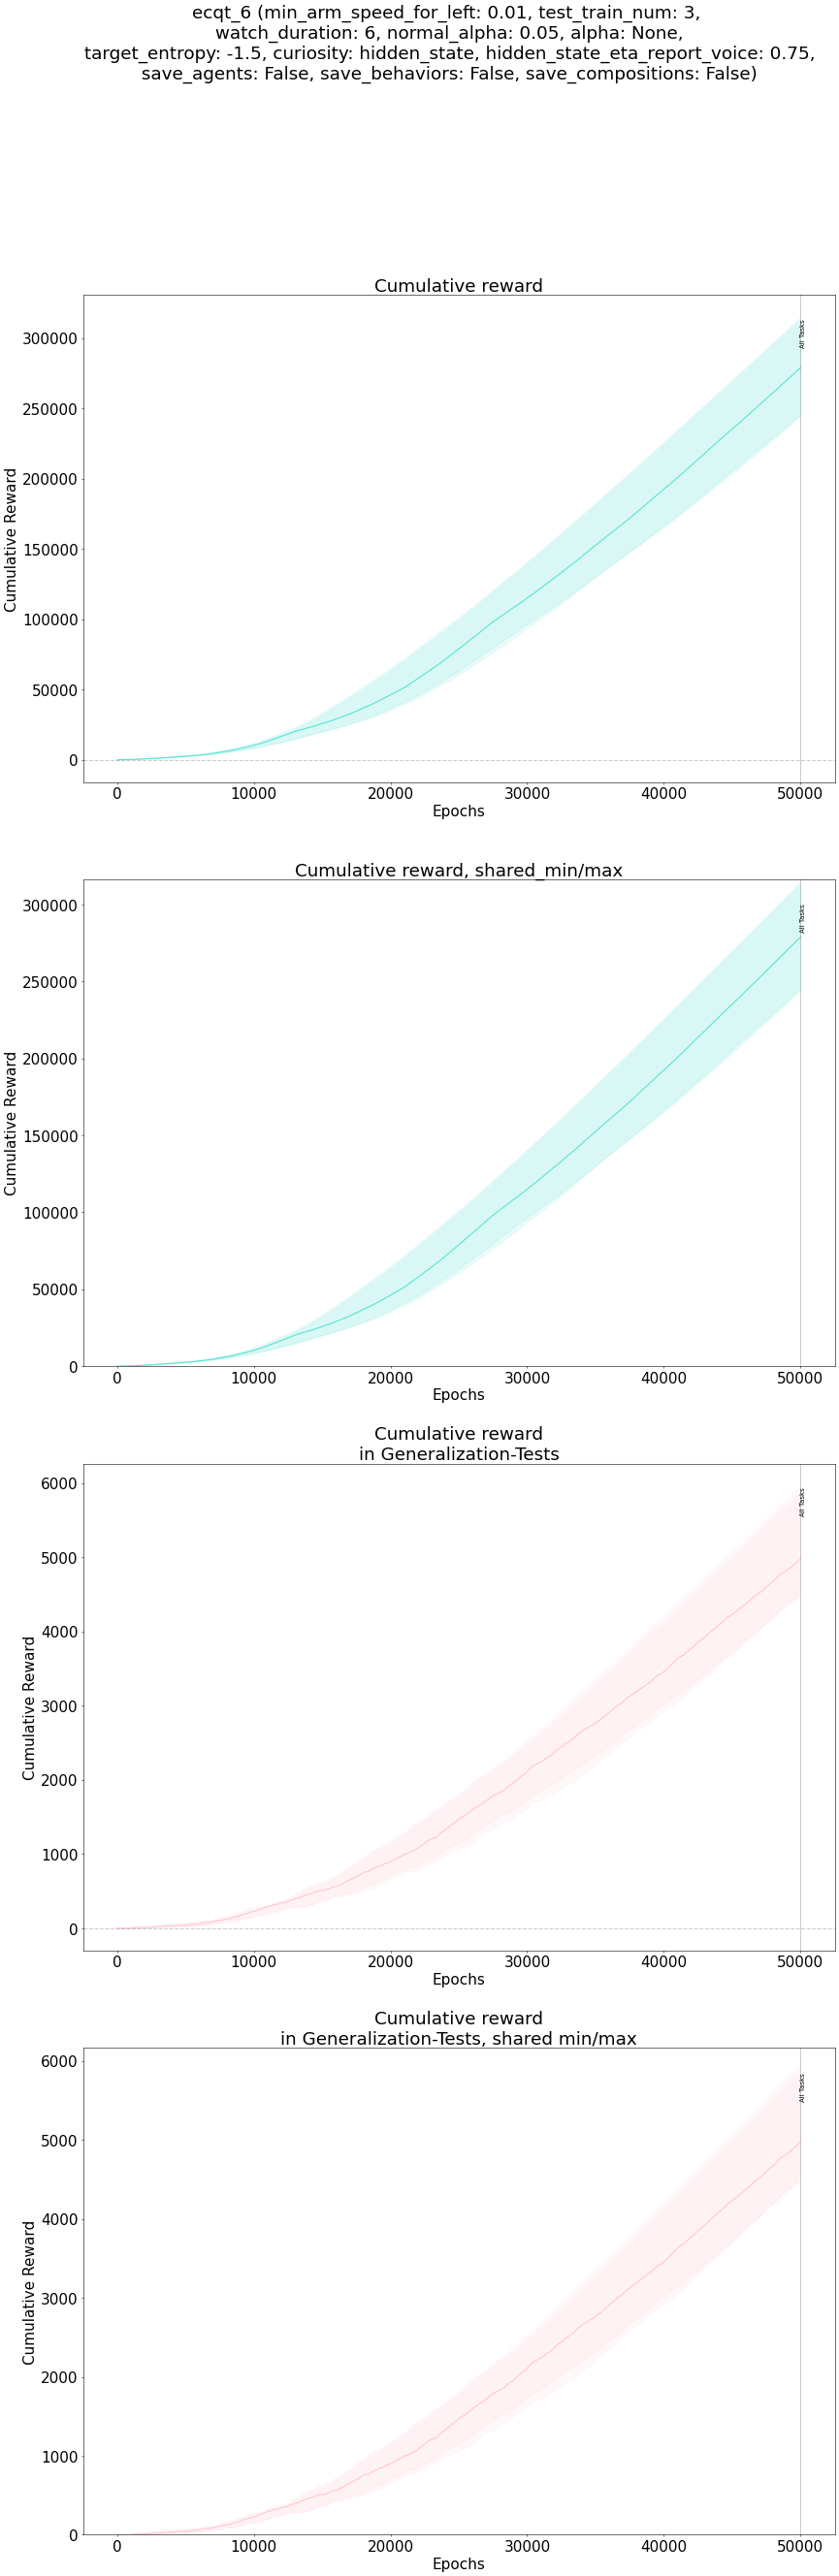 ecqt_6 (min_arm_speed_for_left: 0.01, test_train_num: 3,
watch_duration: 6, normal_alpha: 0.05, alpha: None,
target_entropy: -1.5, curiosity: hidden_state, hidden_state_eta_report_voice: 0.75,
save_agents: False, save_behaviors: False, save_compositions: False)
Cumulative reward
300000
250000
200000
150000
100000
50000
0
Cumulative Reward
All Tasks
0 10000 20000 30000 40000 50000
Epochs
Cumulative reward, shared_min/max
300000
250000
200000
150000
100000
50000
0
Cumulative Reward
All Tasks
0 10000 20000 30000 40000 50000
Epochs
Cumulative reward
in Generalization-Tests
6000
5000
4000
3000
2000
1000
0
Cumulative Reward
All Tasks
0 10000 20000 30000 40000 50000
Epochs
Cumulative reward
in Generalization-Tests, shared min/max
6000
5000
4000
3000
2000
1000
0
Cumulative Reward
All Tasks
0 10000 20000 30000 40000 50000
Epochs